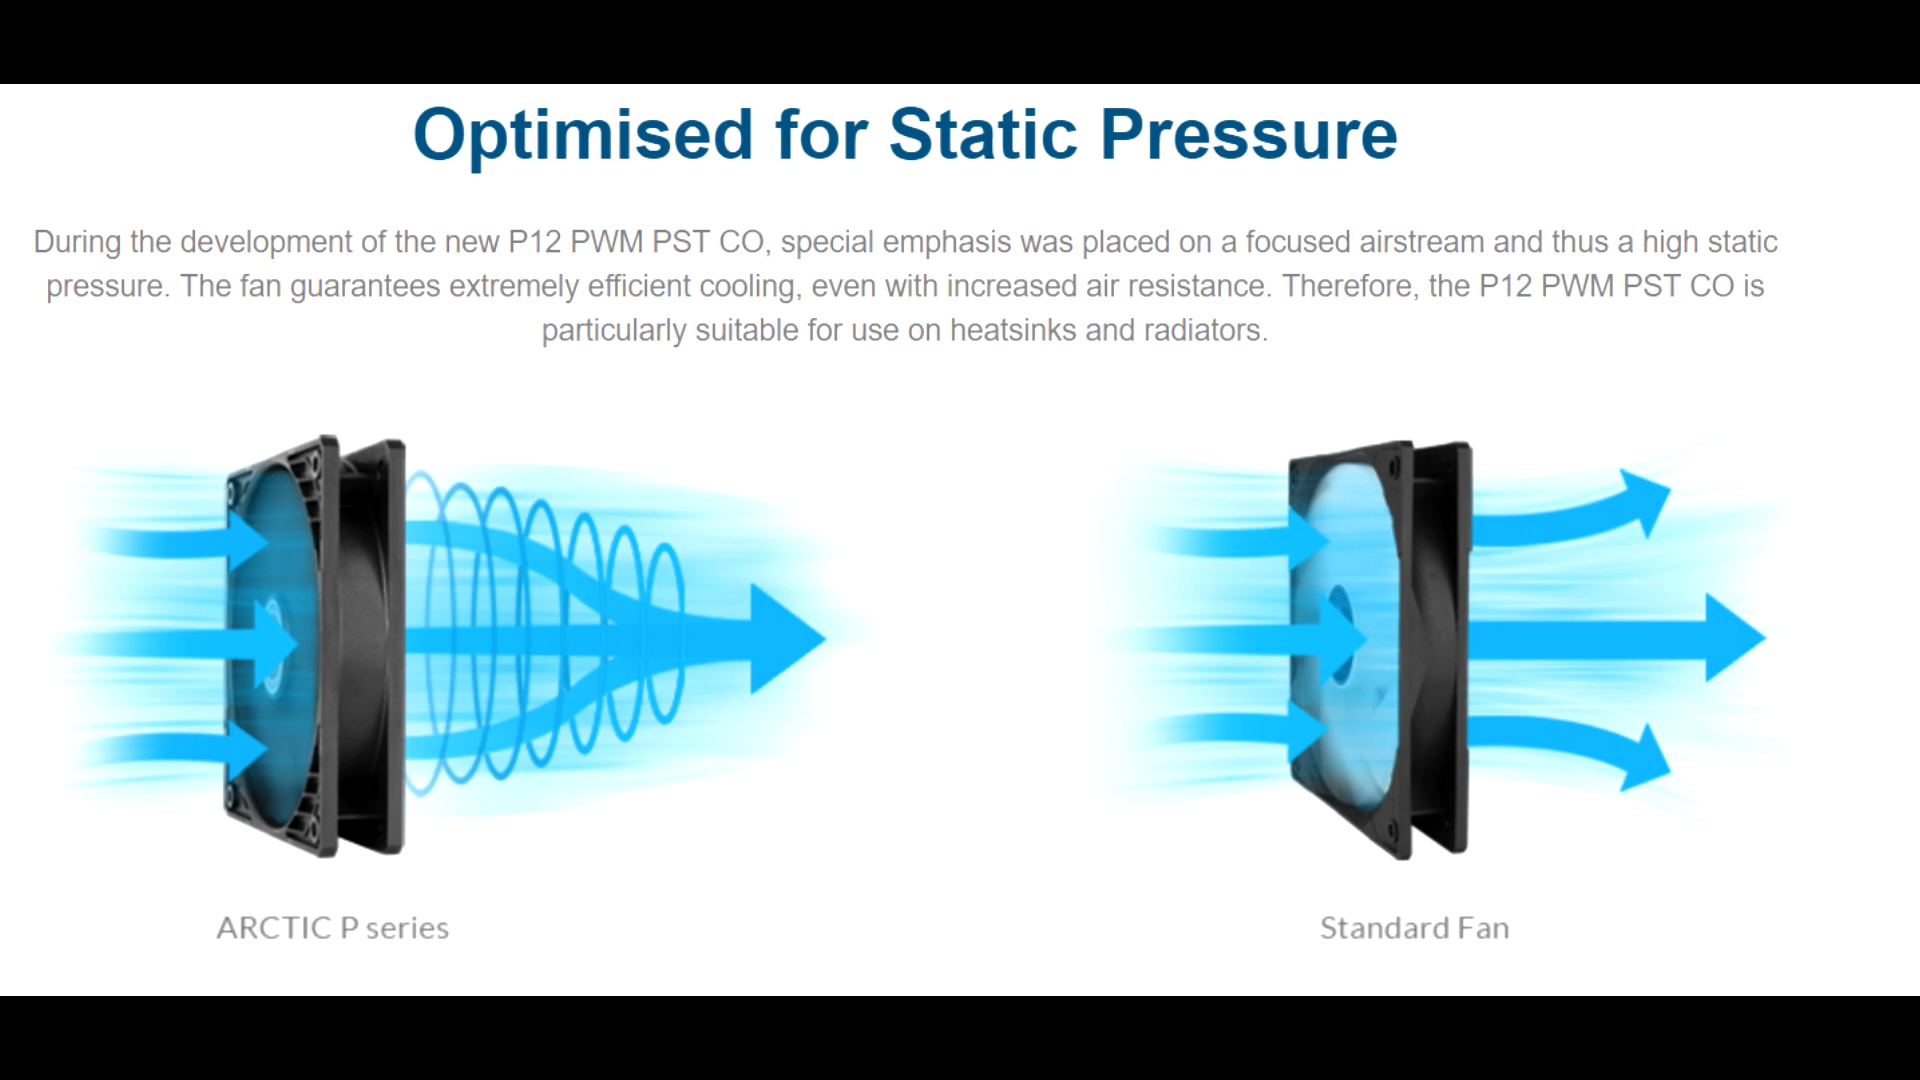 Optimised for Static Pressure
During the development of the new P12 PWM PST CO, special emphasis was placed on a focused airstream and thus a high static
pressure. The fan guarantees extremely efficient cooling, even with increased air resistance. Therefore, the P12 PWM PST CO is
particularly suitable for use on heatsinks and radiators.
ARCTIC P series
Standard Fan